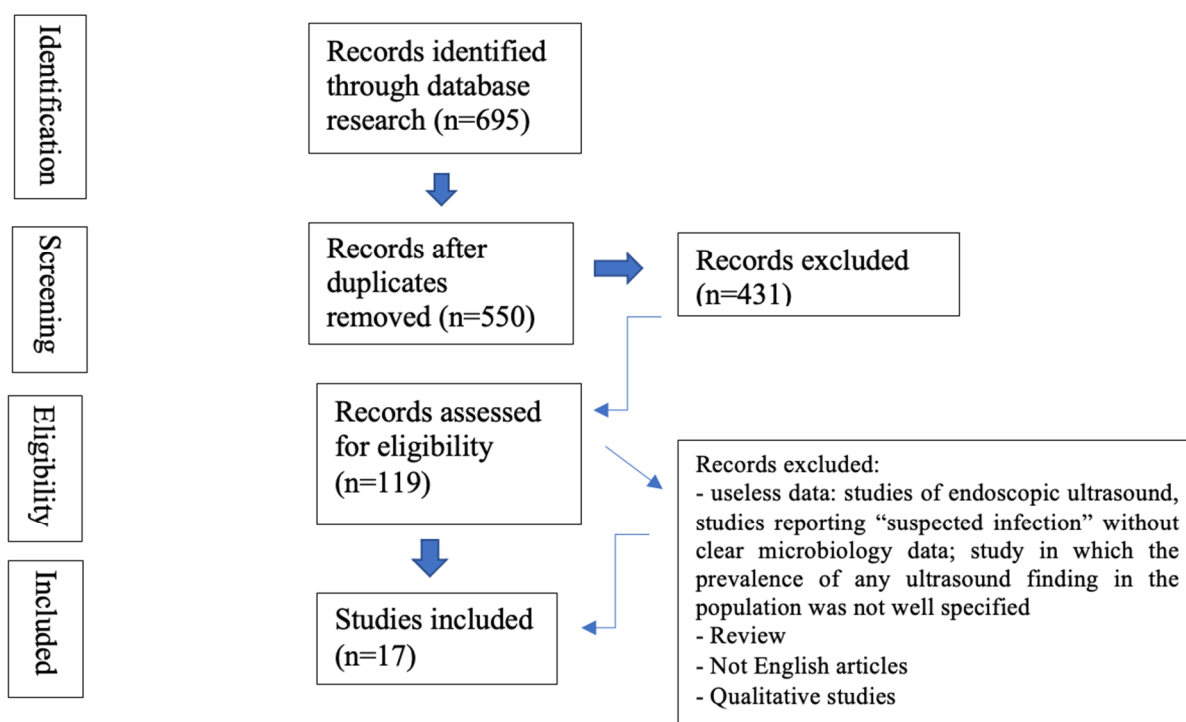 Identification
Records identified
through database
research (n=695)
Screening
Records after
duplicates
removed (n=550)
Records excluded
(n=431)
Eligibility
Records assessed
for eligibility
(n=119)
Records excluded:
- useless data: studies of endoscopic ultrasound,
studies reporting “suspected infection” without
clear microbiology data; study in which the
prevalence of any ultrasound finding in the
population was not well specified
- Review
- Not English articles
- Qualitative studies
Included
Studies included
(n=17)